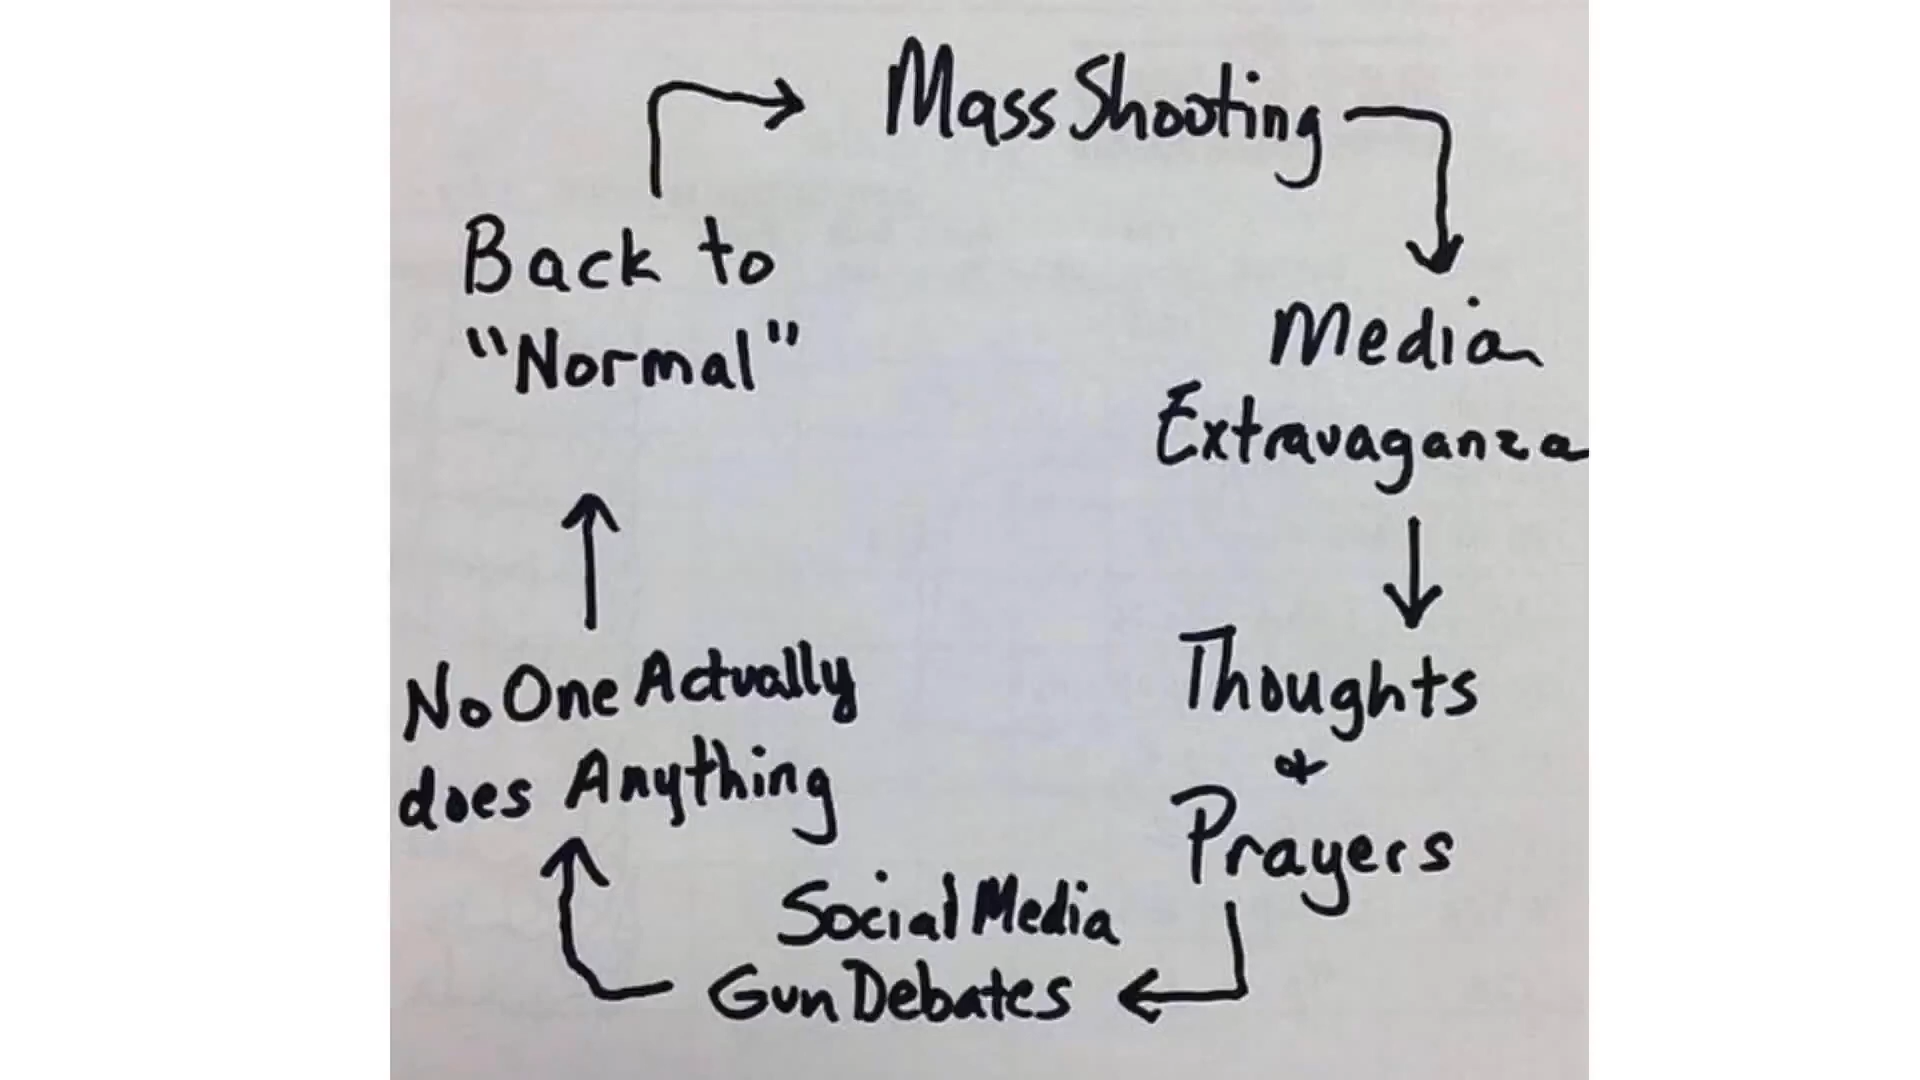 Mass Shooting
Media
Extravaganza
Thoughts
&
Prayers
Social Media
Gun Debates
No One Actually
does Anything
Back to
"Normal"